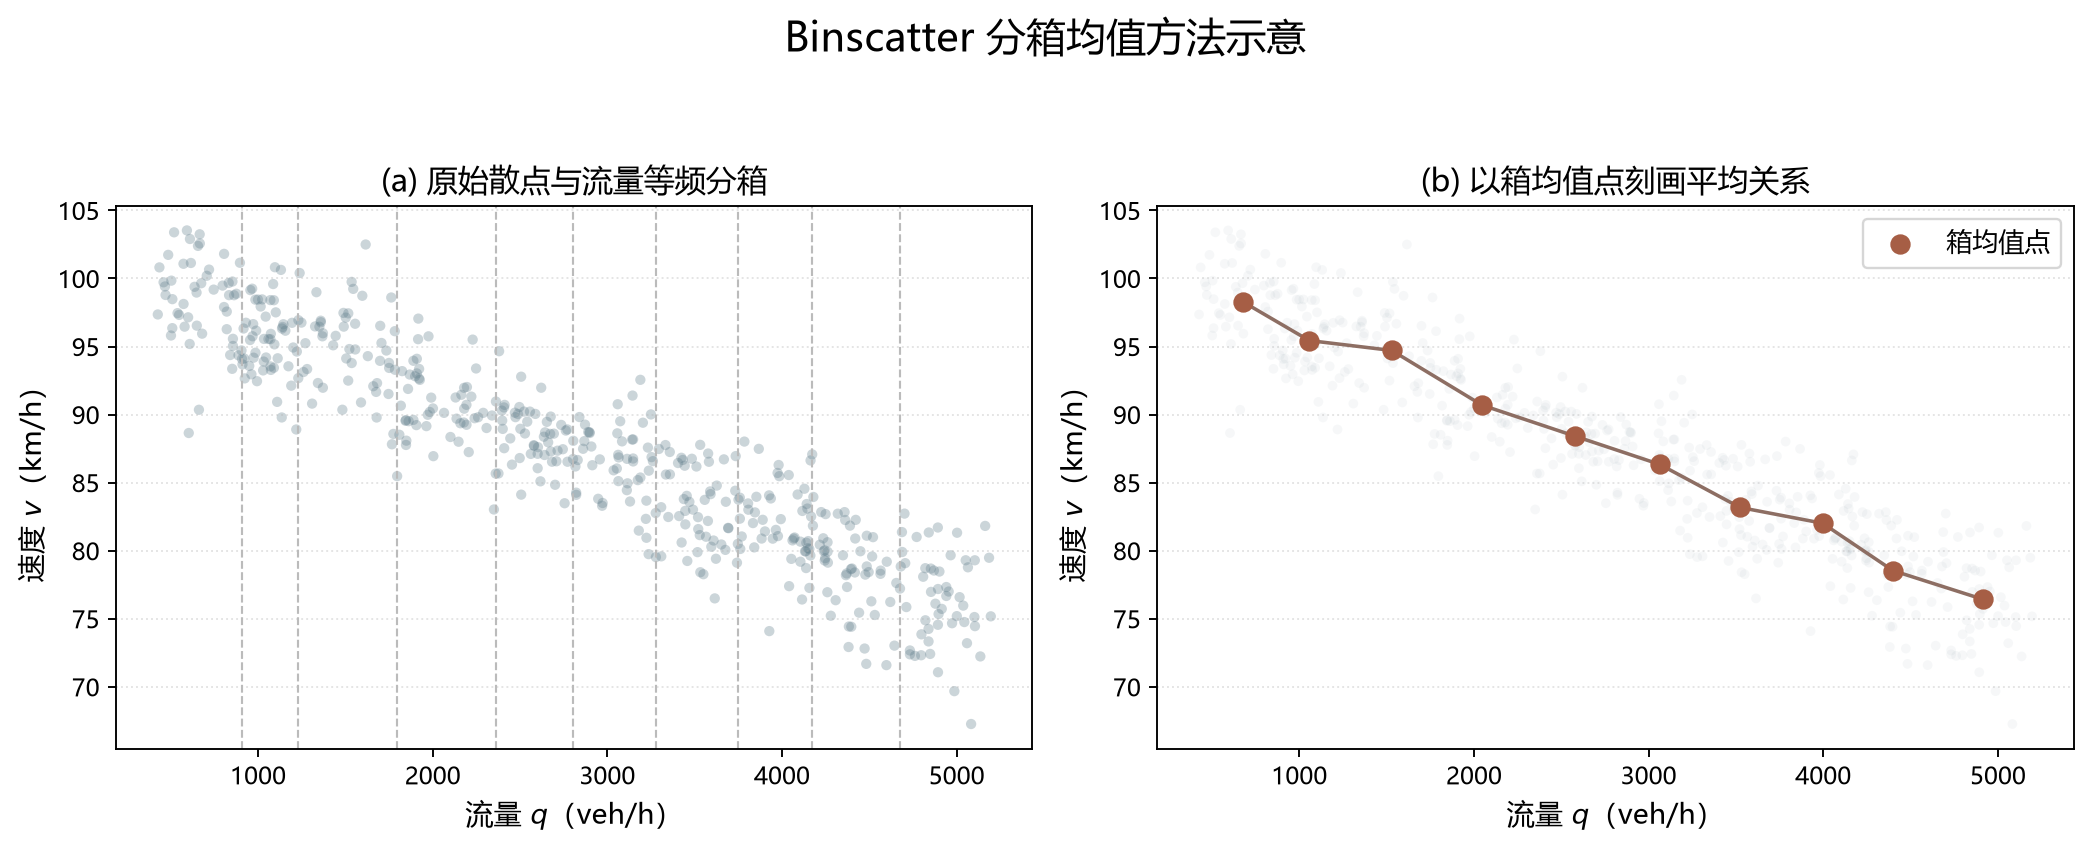 Binscatter 分箱均值方法示意
(a) 原始散点与流量等频分箱
105
100
95
90
85
80
75
70
速度 v（km/h）
1000 2000 3000 4000 5000
流量 q（veh/h）
(b) 以箱均值点刻画平均关系
箱均值点
105
100
95
90
85
80
75
70
速度 v（km/h）
1000 2000 3000 4000 5000
流量 q（veh/h）